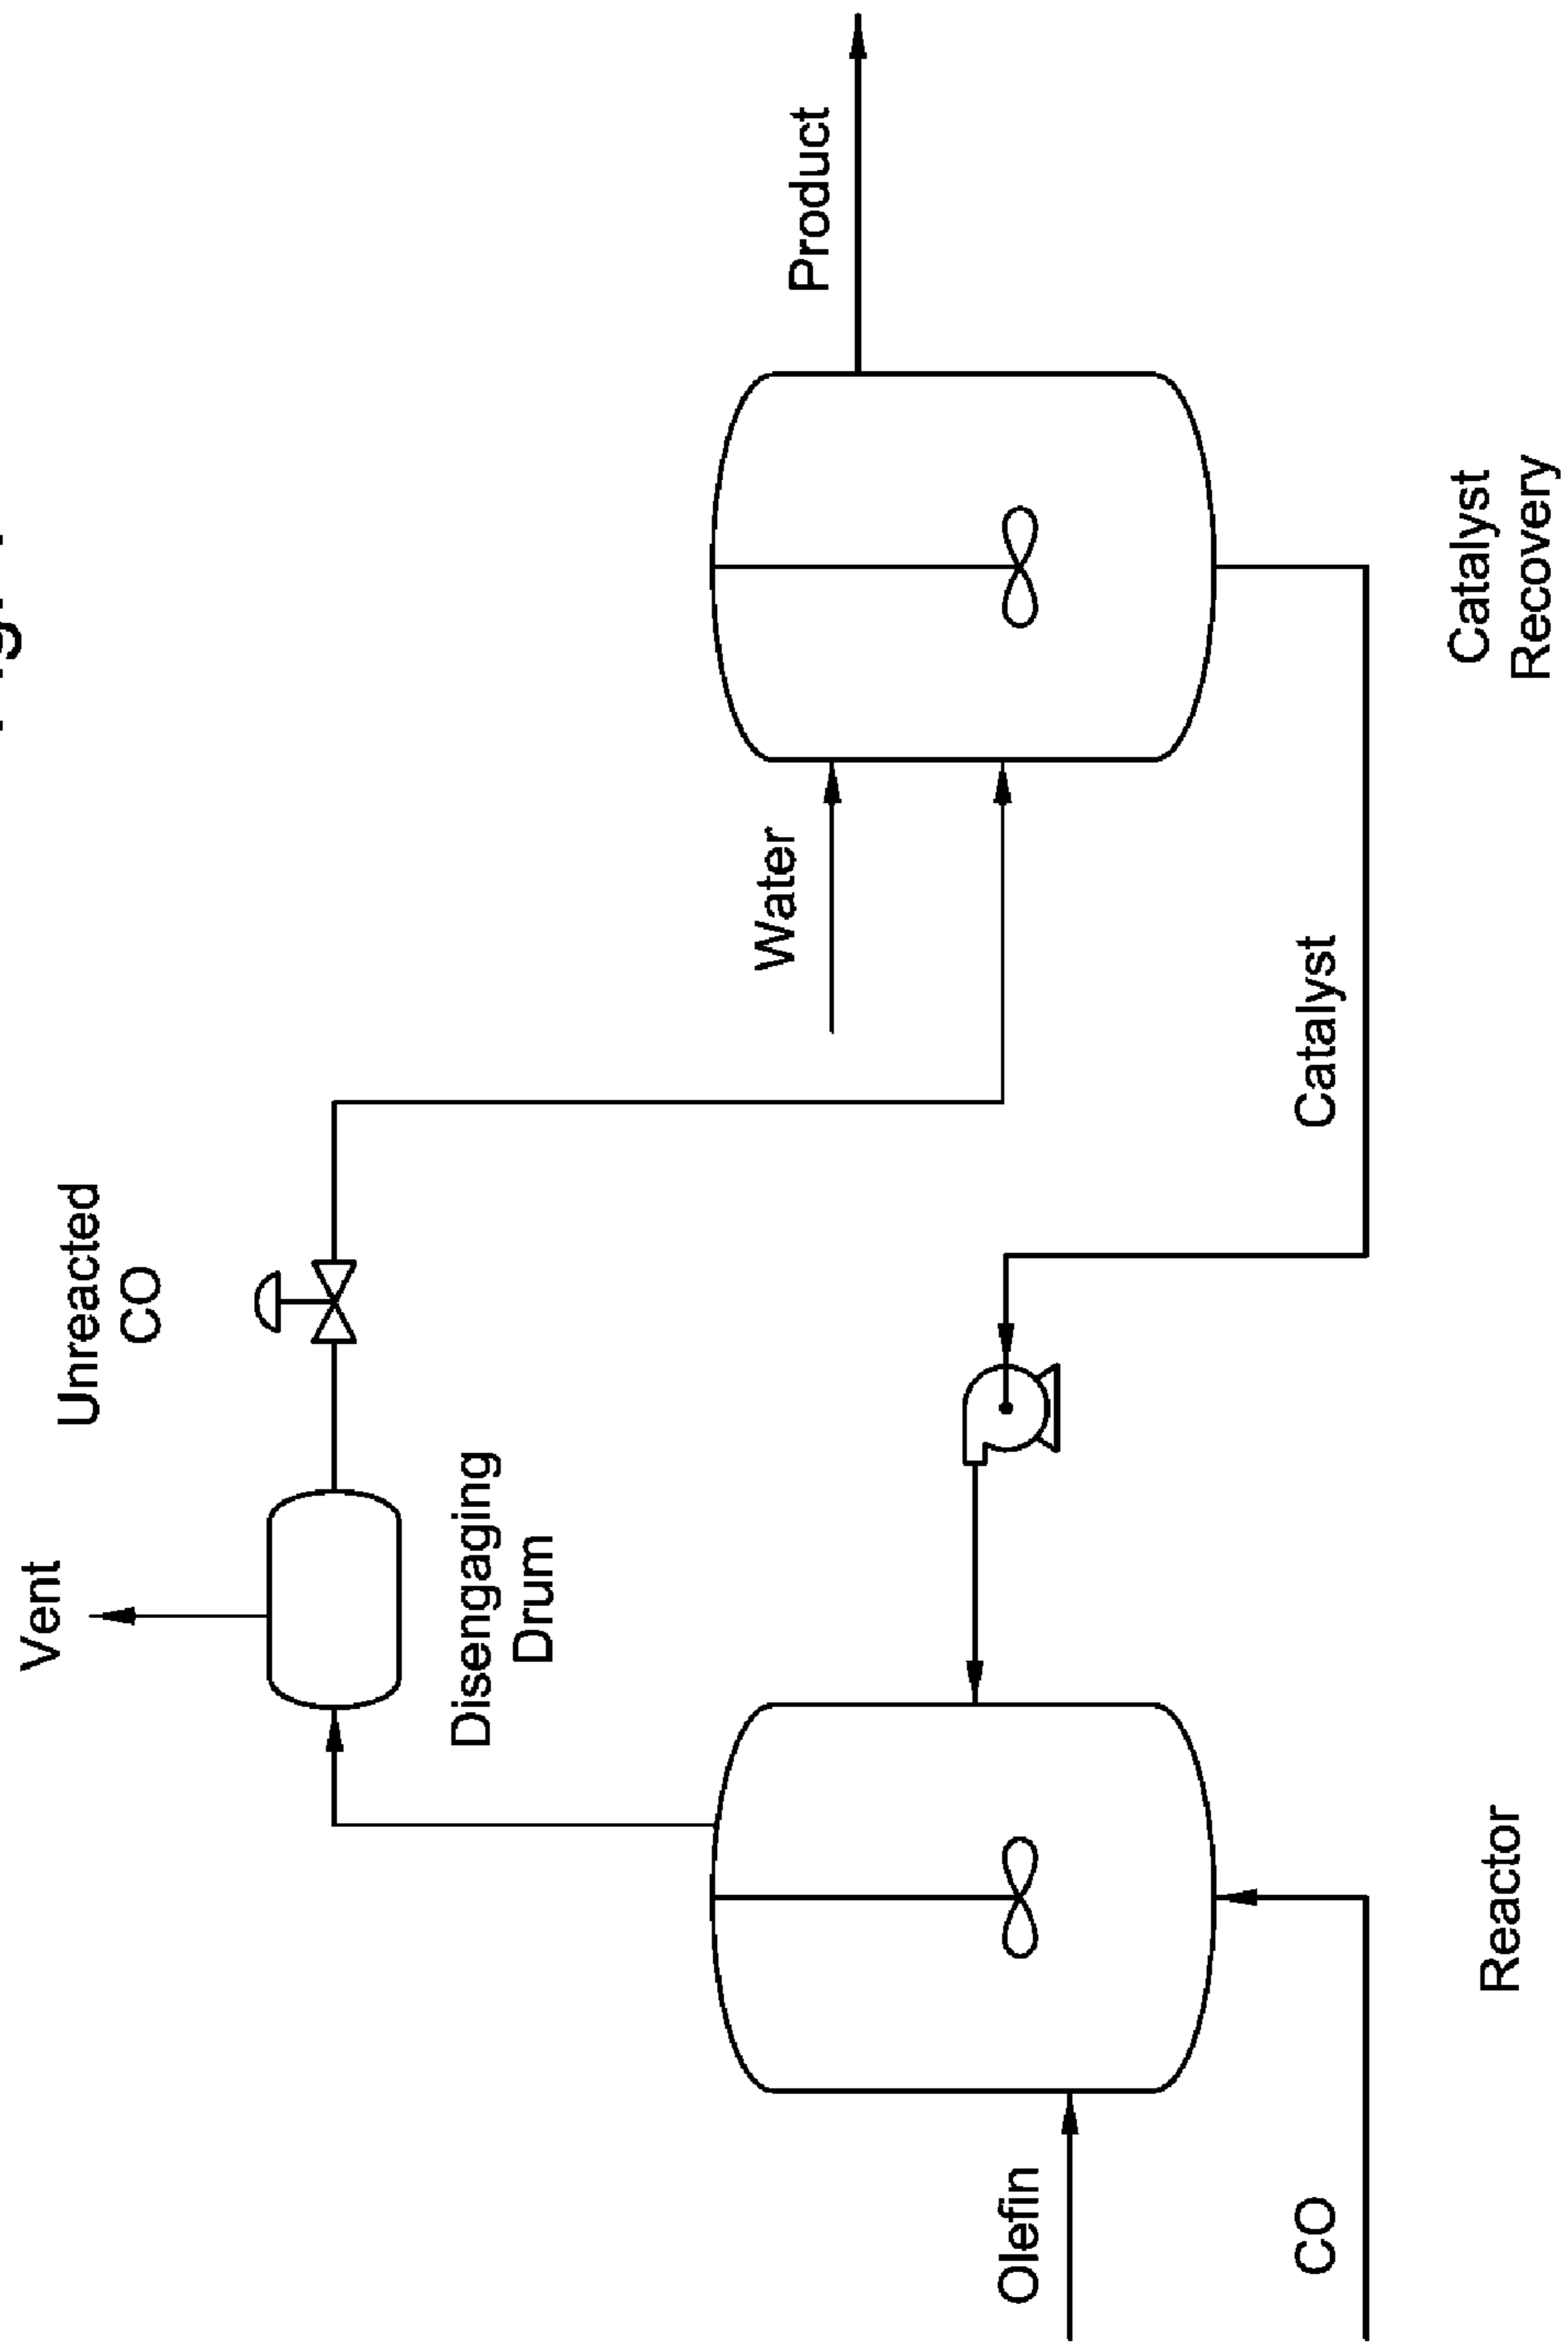 Vent
Unreacted
CO
Disengaging
Drum
Water
Product
Olefin
CO
Catalyst
Reactor
Catalyst
Recovery